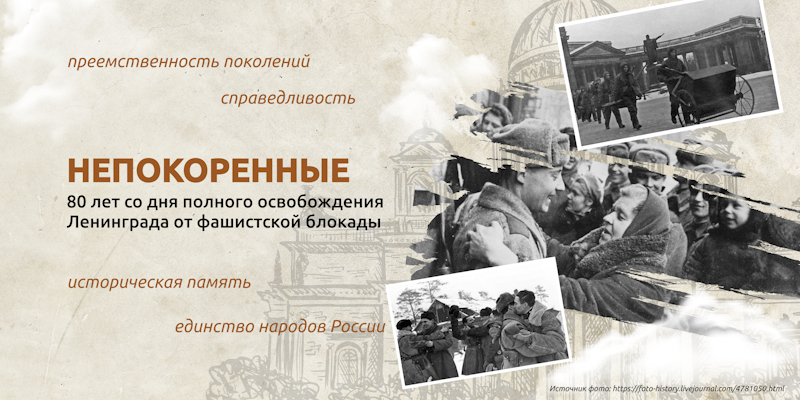 преемственность поколений
справедливость
НЕПОКОРЕННЫЕ
80 лет со дня полного освобождения
Ленинграда от фашистской блокады
историческая память
единство народов России
Источник фото: https://foto-history.livejournal.com/4781050.html